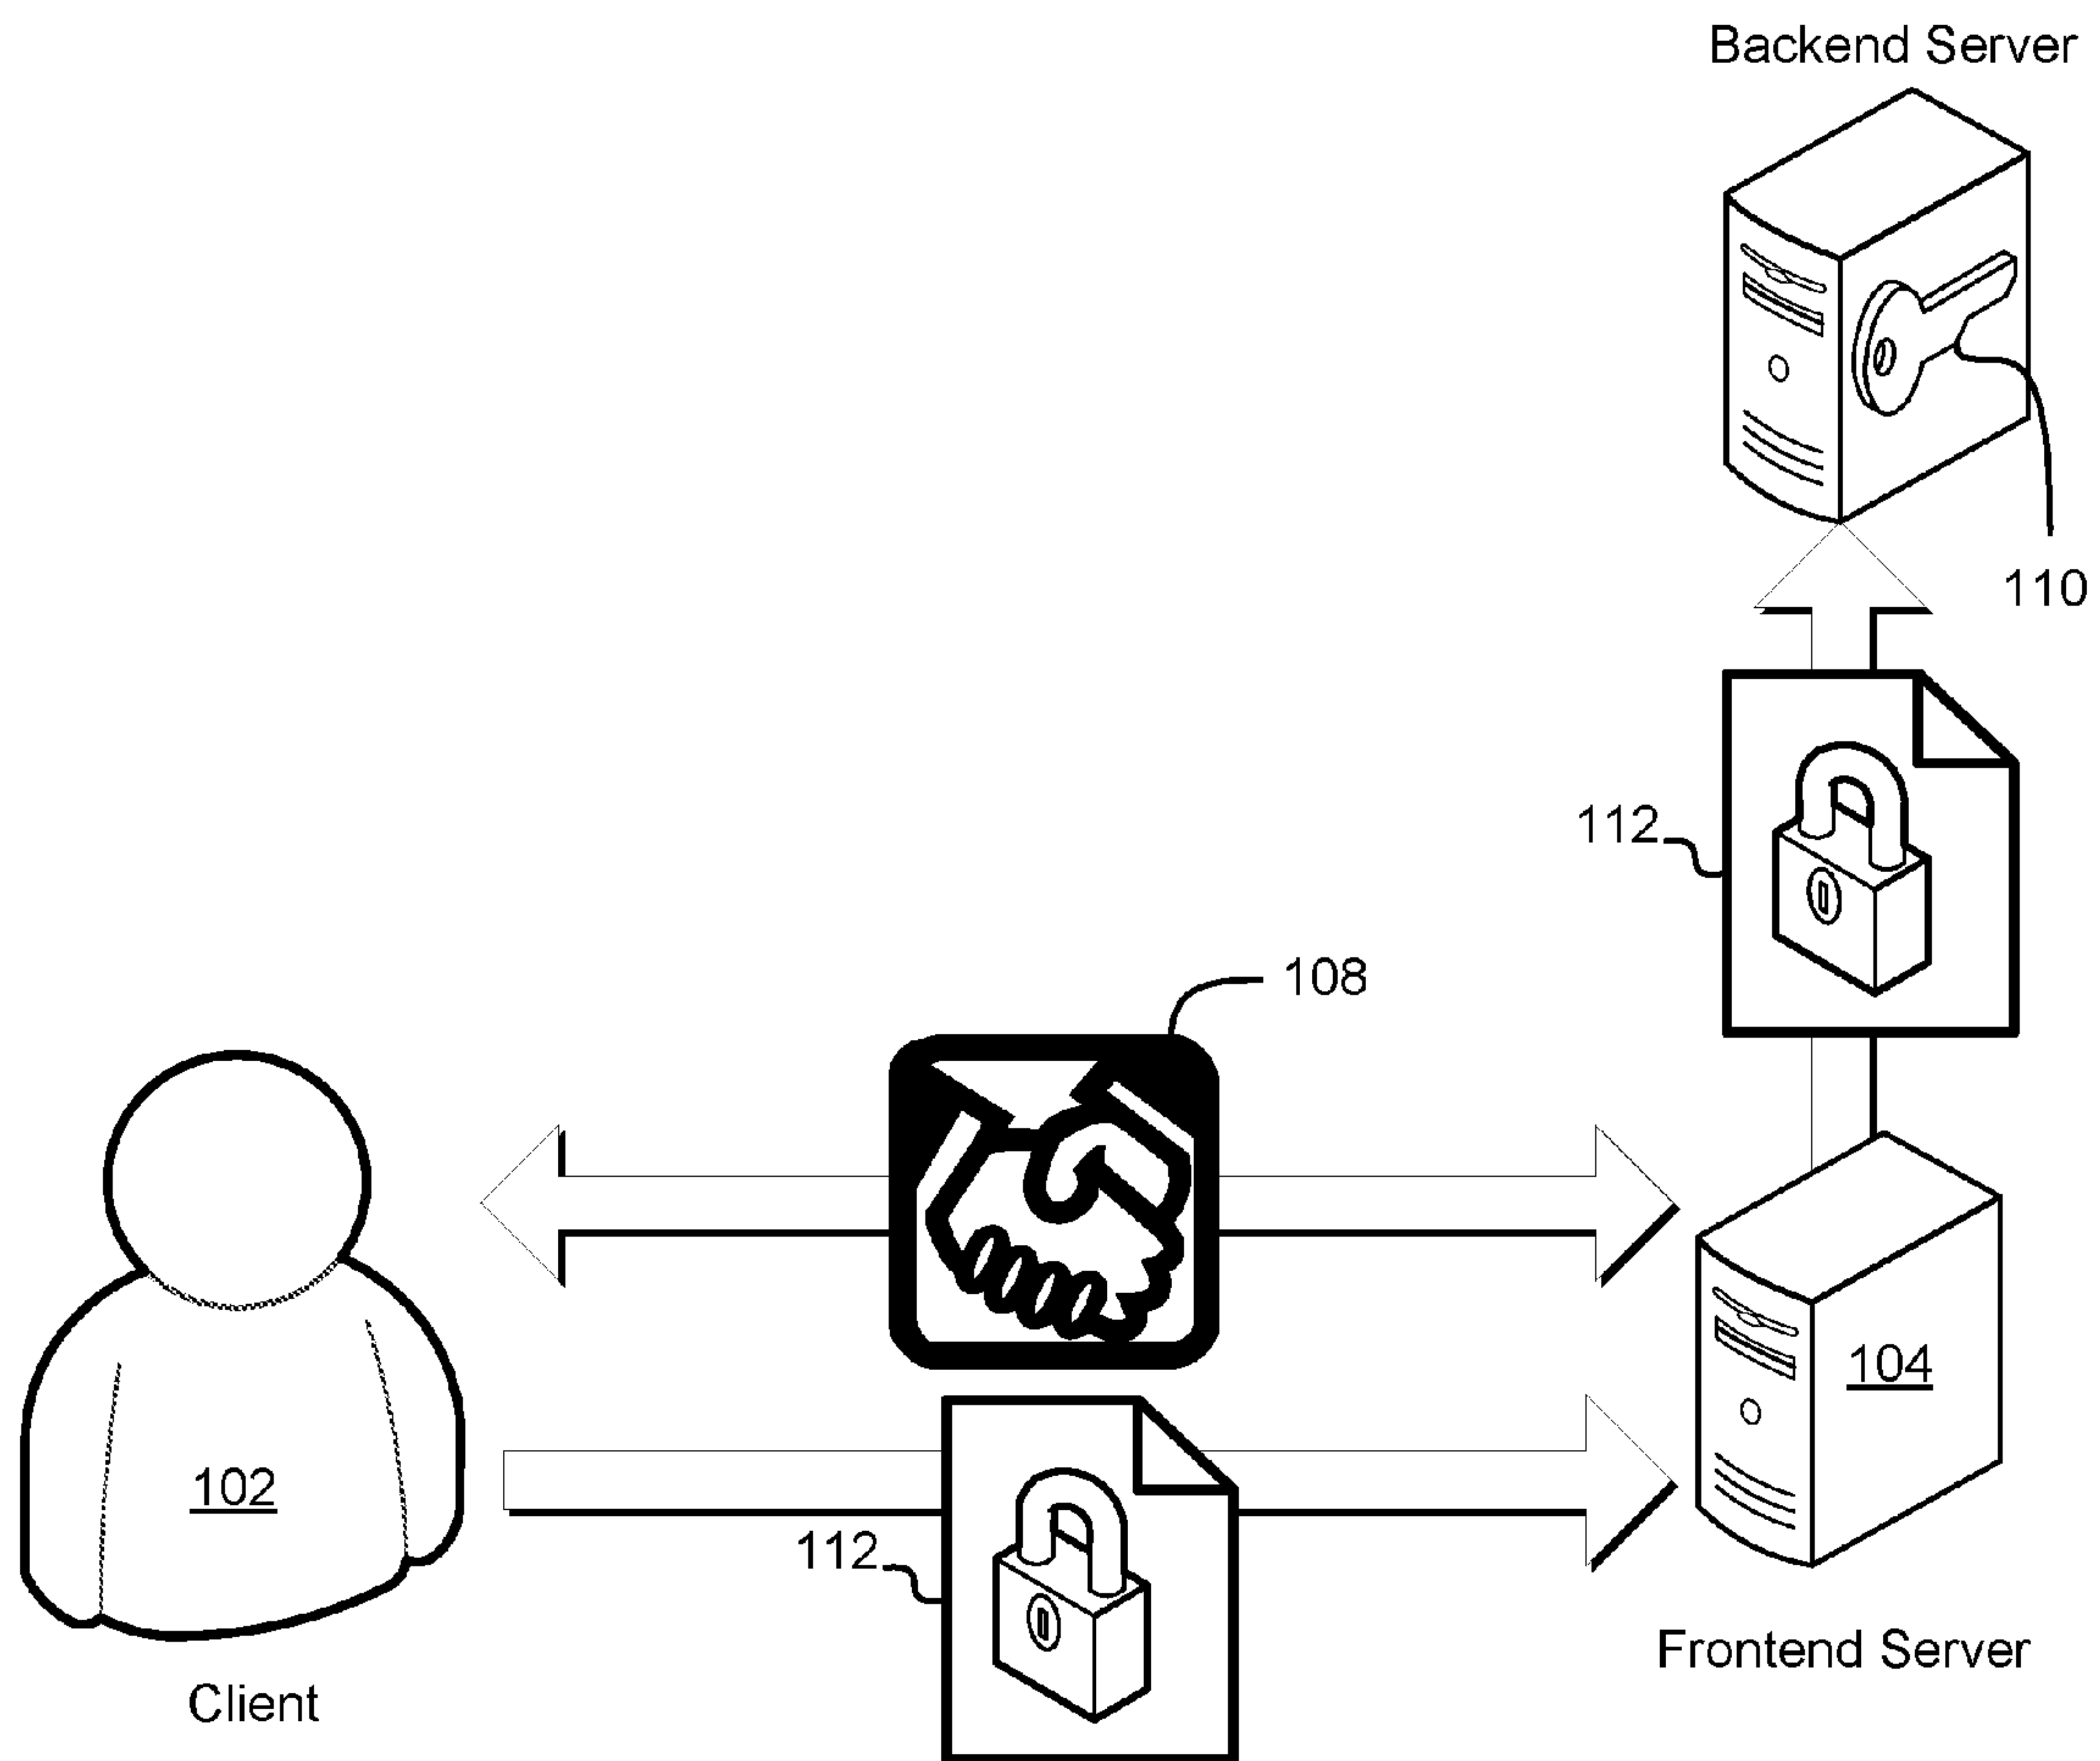 Backend Server
110
112
108
104
102
112
Frontend Server
Client